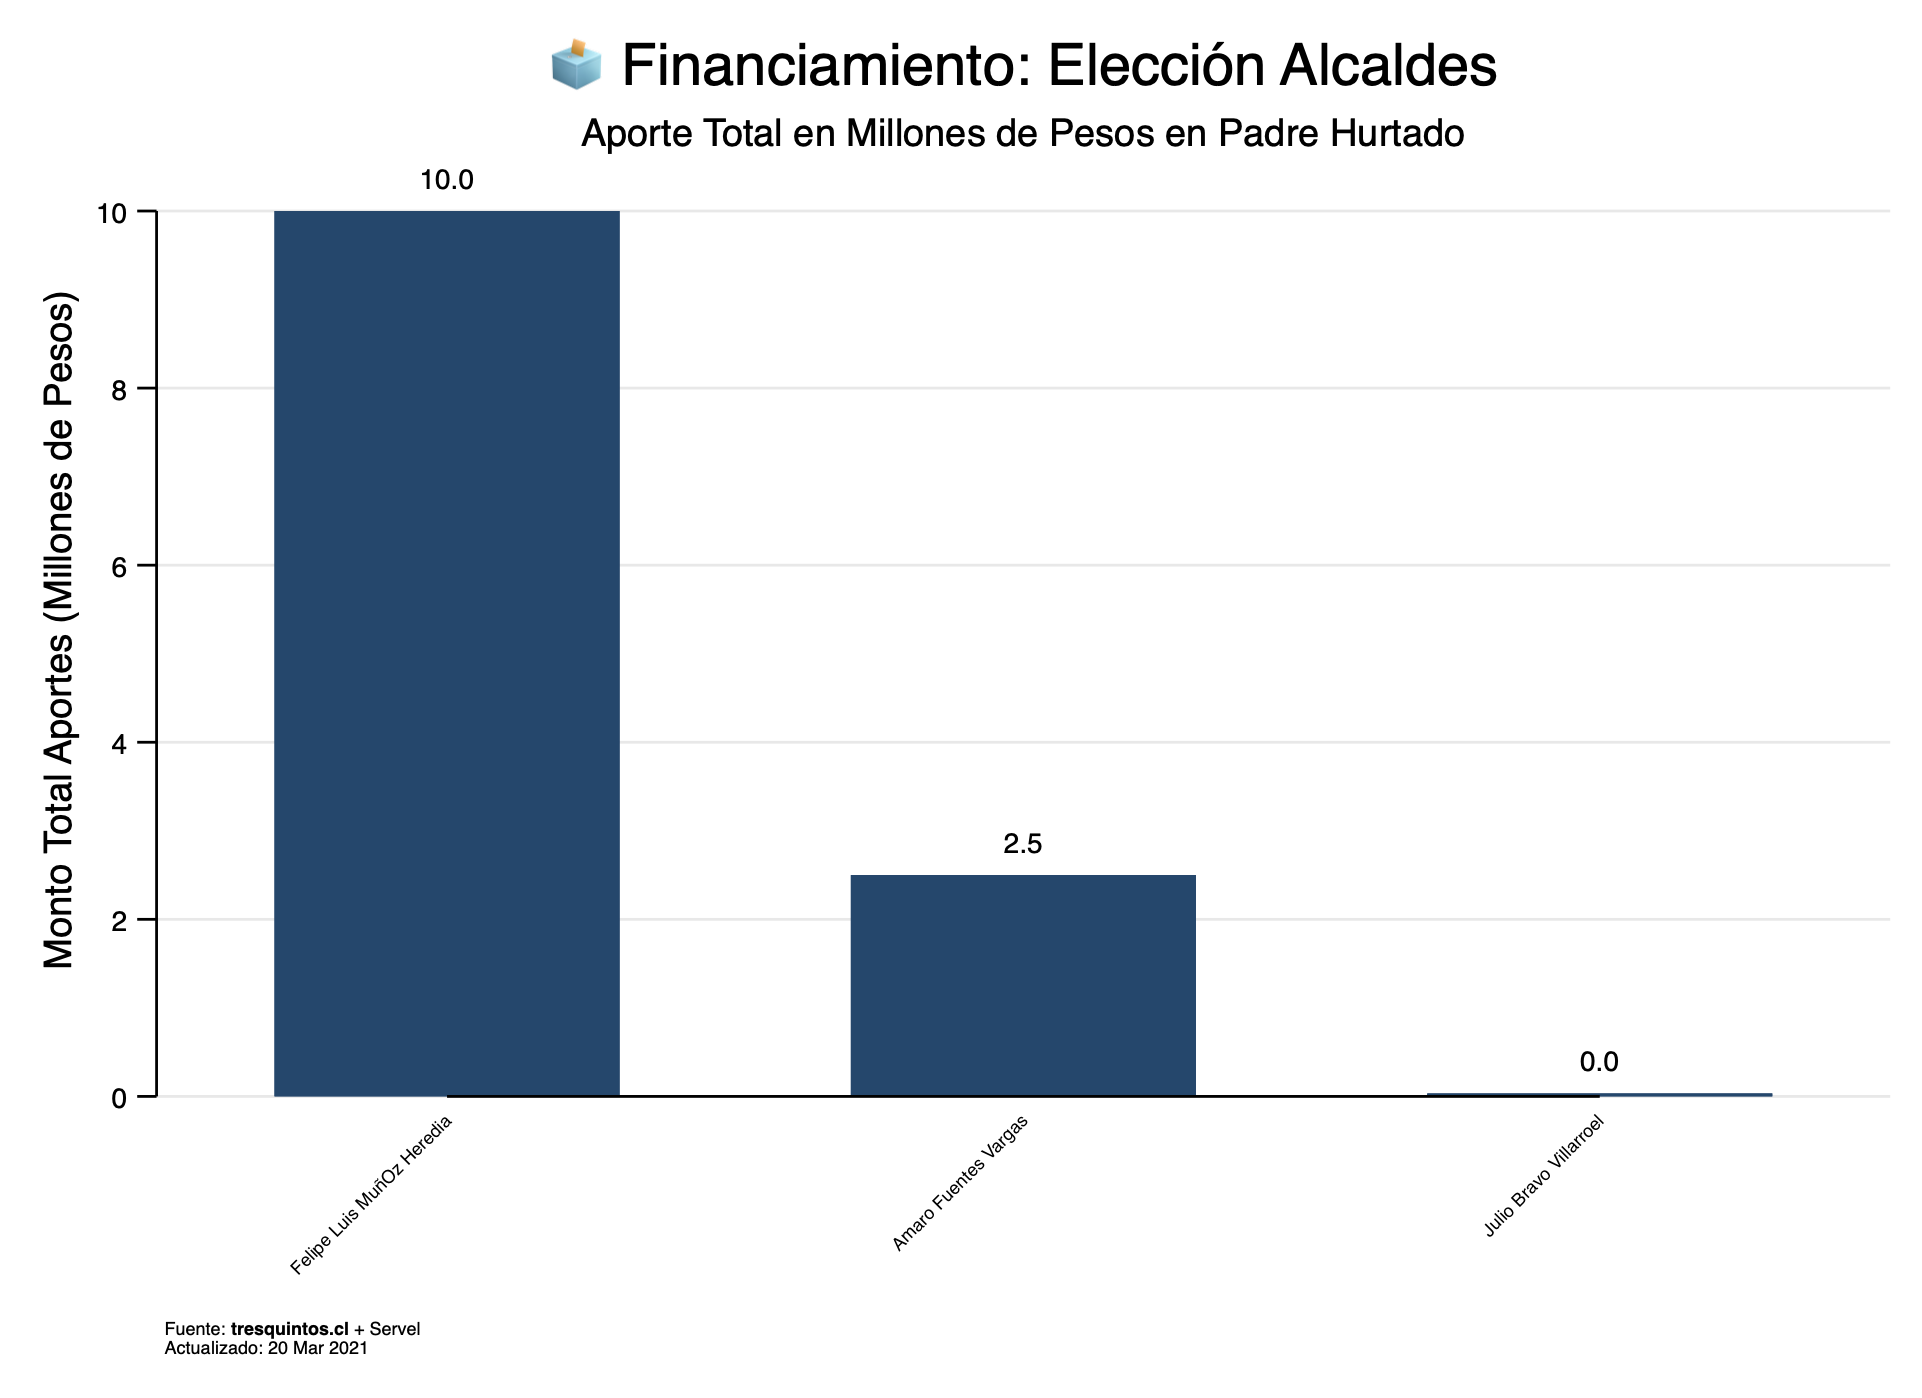 Financiamiento: Elección Alcaldes
Aporte Total en Millones de Pesos en Padre Hurtado
Monto Total Aportes (Millones de Pesos)
10
8
6
4
2
0
10.0
2.5
0.0
Felipe Luis MuñOz Heredia
Amaro Fuentes Vargas
Julio Bravo Villarroel
Fuente: tresquintos.cl + Servel
Actualizado: 20 Mar 2021